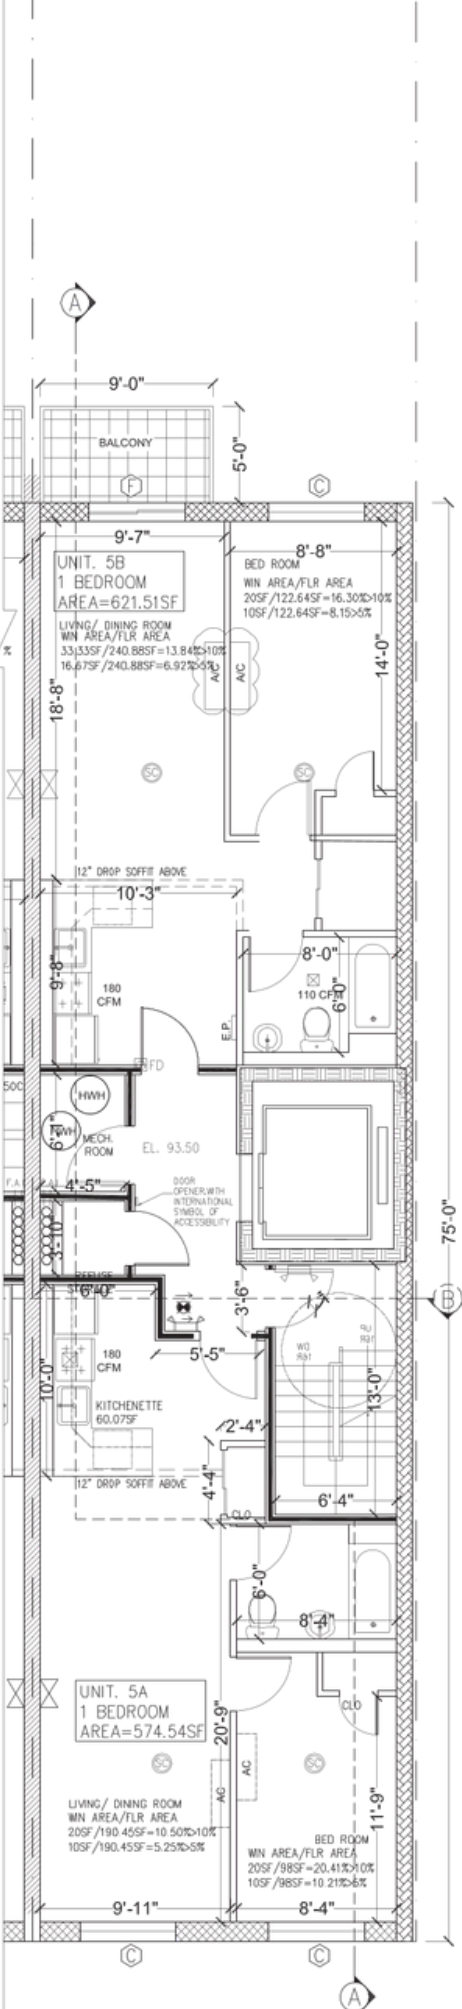 A
9'-0"
BALCONY
5'-0"
F
C
9'-7"
8'-8"
UNIT. 5B
1 BEDROOM
AREA=621.51SF
BED ROOM
WIN AREA/FLR AREA
20SF/122.64SF=16.30%>10%
10SF/122.64SF=8.15>5%
LIVING/ DINING ROOM
WIN AREA/FLR AREA
33.33SF/240.88SF=13.84%>10%
16.67SF/240.88SF=6.92%>5%
A/C
A/C
14'-0"
18'-8"
SC
SC
12" DROP SOFFIT ABOVE
10'-3"
8'-0"
9'-8"
180
CFM
110 CFM
6'-0"
E.P.
FD
HWH
HWH
MECH.
ROOM
EL. 93.50
4'-5"
DOOR
OPENER,WITH
INTERNATIONAL
SYMBOL OF
ACCESSIBILITY
75'-0"
3'-10"
REFUSE
6'-0"
3'-6"
B
5'-5"
UP
DN
10'-0"
180
CFM
13'-0"
KITCHENETTE
60.07SF
2'-4"
4'-4"
12" DROP SOFFIT ABOVE
6'-4"
CLO
6'-0"
8'-4"
UNIT. 5A
1 BEDROOM
AREA=574.54SF
CLO
20'-9"
SC
SC
AC
AC
11'-9"
LIVING/ DINING ROOM
WIN AREA/FLR AREA
20SF/190.45SF=10.50%>10%
10SF/190.45SF=5.25%>5%
BED ROOM
WIN AREA/FLR AREA
20SF/98SF=20.41%>10%
10SF/98SF=10.21%>5%
9'-11"
8'-4"
C
C
A